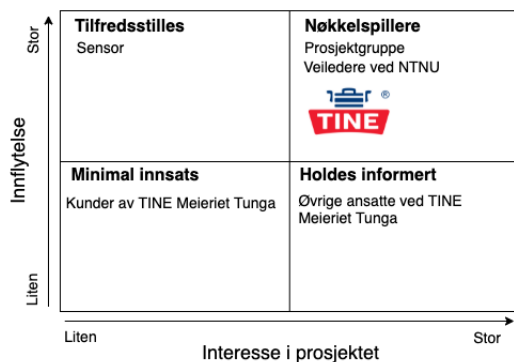 Stor
Innflytelse
Liten
Tilfredsstilles
Sensor
Nøkkelspillere
Prosjektgruppe
Veiledere ved NTNU
®
TINE
Minimal innsats
Kunder av TINE Meieriet Tunga
Holdes informert
Øvrige ansatte ved TINE
Meieriet Tunga
Liten
Stor
Interesse i prosjektet